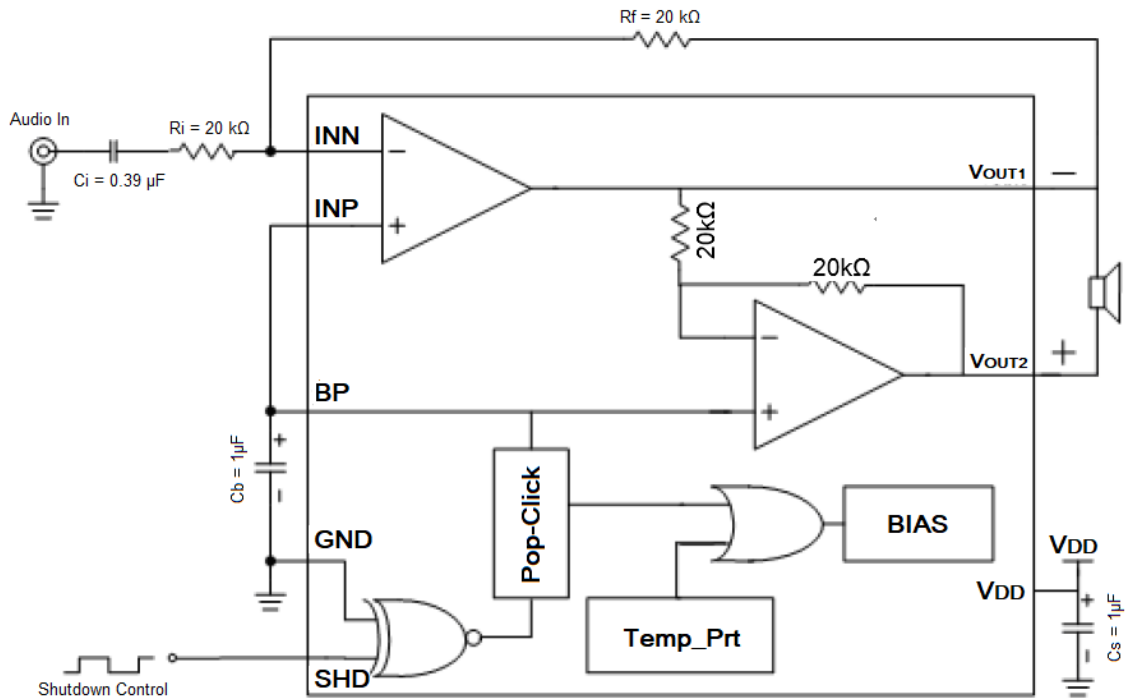 Rf = 20 kΩ
Audio In
Ri = 20 kΩ
INN
Ci = 0.39 µF
−
VOUT1
−
INP
+
20kΩ
20kΩ
−
+
VOUT2
BP
+
+
Cb = 1µF
−
Pop-Click
BIAS
GND
VDD
VDD
+
Cs = 1µF
−
Temp_Prt
SHD
Shutdown Control